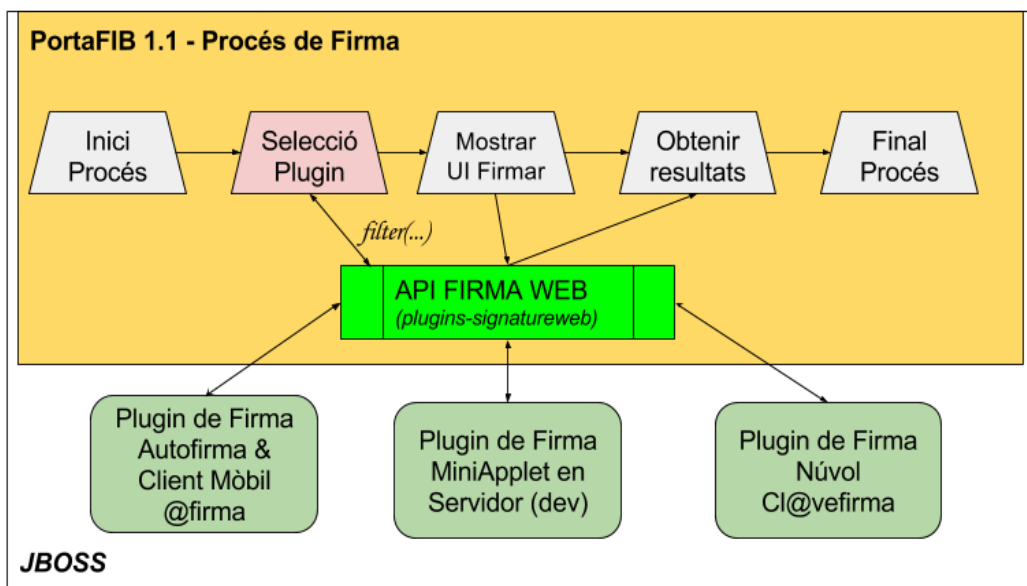 PortaFIB 1.1 - Procés de Firma
Inici
Procés
Selecció
Plugin
Mostrar
UI Firmar
Obtenir
resultats
Final
Procés
filter(...)
API FIRMA WEB
(plugins-signatureweb)
Plugin de Firma
Autofirma &
Client Mòbil
@firma
Plugin de Firma
MiniApplet en
Servidor (dev)
Plugin de Firma
Núvol
Cl@vefirma
JBOSS